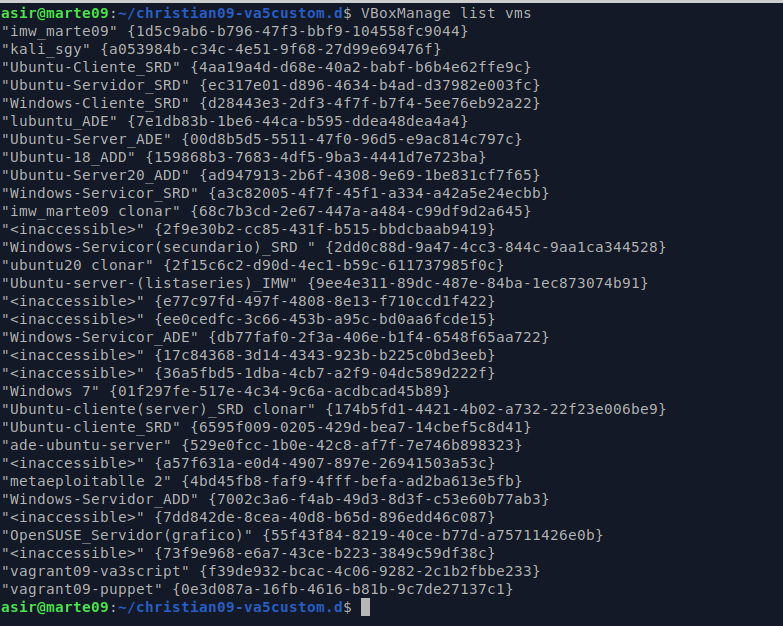 asir@marte09:~/christian09-va5custom.d$ VBoxManage list vms
"imw_marte09" {1d5c9ab6-b796-47f3-bbf9-104558fc9044}
"kali_sgy" {a053984b-c34c-4e51-9f68-27d99e69476f}
"Ubuntu-Cliente_SRD" {4aa19a4d-d68e-40a2-babf-b6b4e62ffe9c}
"Ubuntu-Servidor_SRD" {ec317e01-d896-4634-b4ad-d37982e003fc}
"Windows-Cliente_SRD" {d28443e3-2df3-4f7f-b7f4-5ee76eb92a22}
"lubuntu_ADE" {7e1db83b-1be6-44ca-b595-ddea48dea4a4}
"Ubuntu-Server_ADE" {00d8b5d5-5511-47f0-96d5-e9ac814c797c}
"Ubuntu-18_ADD" {159868b3-7683-4df5-9ba3-4441d7e723ba}
"Ubuntu-Server20_ADD" {ad947913-2b6f-4308-9e69-1be831cf7f65}
"Windows-Servicor_SRD" {a3c82005-4f7f-45f1-a334-a42a5e24ecbb}
"imw_marte09 clonar" {68c7b3cd-2e67-447a-a484-c99df9d2a645}
"<inaccessible>" {2f9e30b2-cc85-431f-b515-bbdcbaab9419}
"Windows-Servicor(secundario)_SRD " {2dd0c88d-9a47-4cc3-844c-9aa1ca344528}
"ubuntu20 clonar" {2f15c6c2-d90d-4ec1-b59c-611737985f0c}
"Ubuntu-server-(listaseries)_IMW" {9ee4e311-89dc-487e-84ba-1ec873074b91}
"<inaccessible>" {e77c97fd-497f-4808-8e13-f710ccd1f422}
"<inaccessible>" {ee0cedfc-3c66-453b-a95c-bd0aa6fcde15}
"Windows-Servicor_ADE" {db77faf0-2f3a-406e-b1f4-6548f65aa722}
"<inaccessible>" {17c84368-3d14-4343-923b-b225c0bd3eeb}
"<inaccessible>" {36a5fbd5-1dba-4cb7-a2f9-04dc589d222f}
"Windows 7" {01f297fe-517e-4c34-9c6a-acdbcad45b89}
"Ubuntu-cliente(server)_SRD clonar" {174b5fd1-4421-4b02-a732-22f23e006be9}
"Ubuntu-cliente_SRD" {6595f009-0205-429d-bea7-14cbef5c8d41}
"ade-ubuntu-server" {529e0fcc-1b0e-42c8-af7f-7e746b898323}
"<inaccessible>" {a57f631a-e0d4-4907-897e-26941503a53c}
"metaeploitablle 2" {4bd45fb8-faf9-4fff-befa-ad2ba613e5fb}
"Windows-Servidor_ADD" {7002c3a6-f4ab-49d3-8d3f-c53e60b77ab3}
"<inaccessible>" {7dd842de-8cea-40d8-b65d-896edd46c087}
"OpenSUSE_Servidor(grafico)" {55f43f84-8219-40ce-b77d-a75711426e0b}
"<inaccessible>" {73f9e968-e6a7-43ce-b223-3849c59df38c}
"vagrant09-va3script" {f39de932-bcac-4c06-9282-2c1b2fbbe233}
"vagrant09-puppet" {0e3d087a-16fb-4616-b81b-9c7de27137c1}
asir@marte09:~/christian09-va5custom.d$